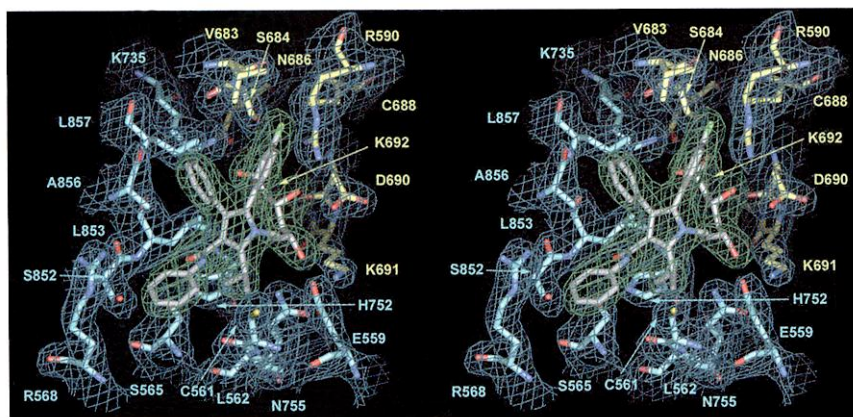 V683
S684
R590
K735
N686
C688
L857
K692
A856
D690
L853
K691
S852
H752
E559
R568
S565
C561
L562
N755
V683
S684
R590
K735
N686
C688
L857
K692
A856
D690
L853
K691
S852
H752
E559
R568
S565
C561
L562
N755